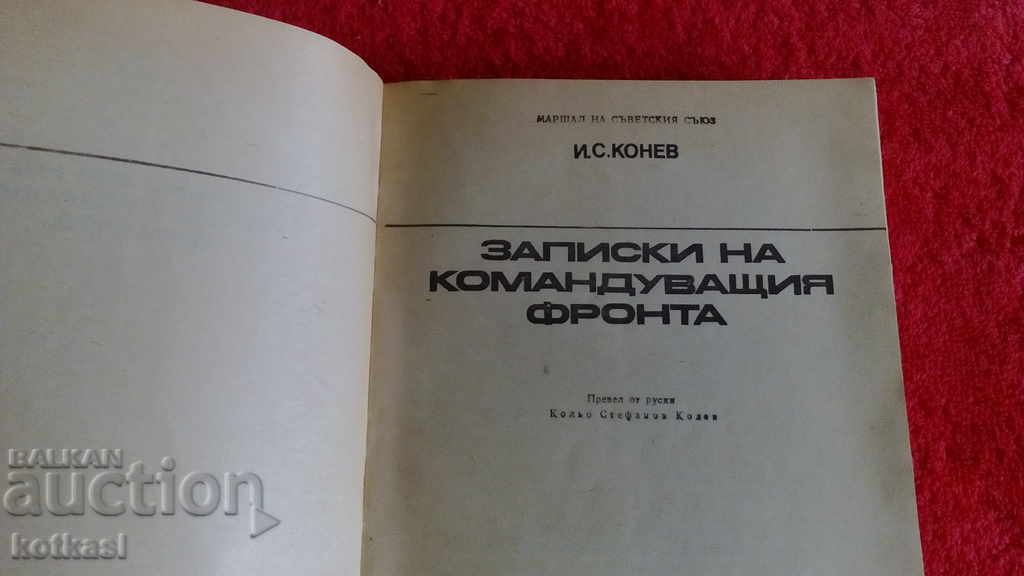 МАРШАЛ НА СЪВЕТСКИЯ СЪЮЗ
И.С.КОНЕВ
ЗАПИСКИ НА
КОМАНДУВАЩИЯ
ФРОНТА
Превел от руски
Кольо Стефанов Колев
BALKAN
auction
kotkasl